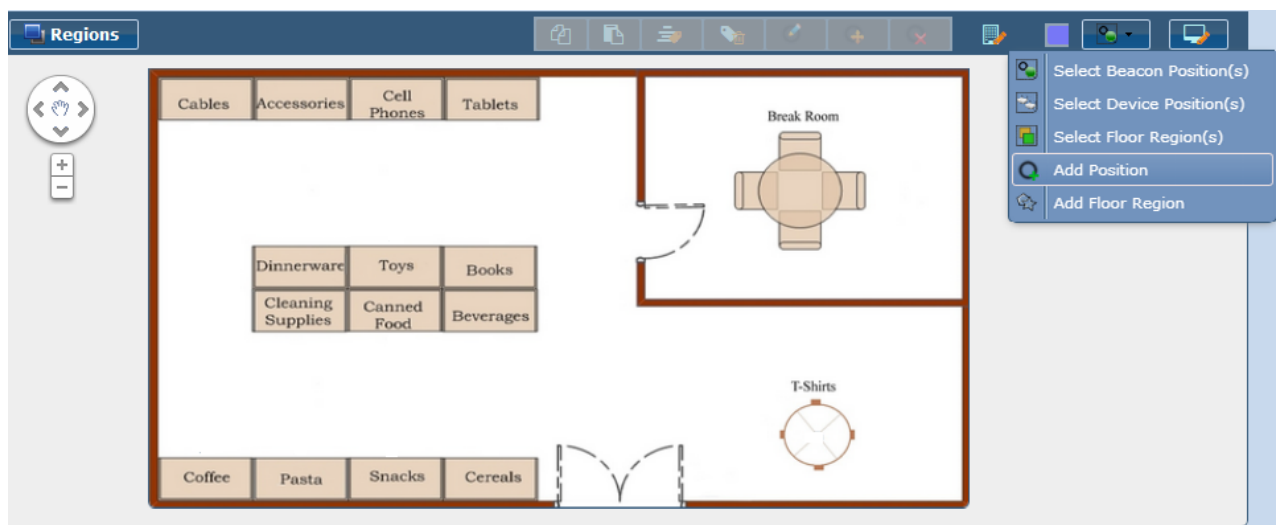 Regions
Select Beacon Position(s)
Select Device Position(s)
Select Floor Region(s)
Add Position
Add Floor Region
Cables
Accessories
Cell
Phones
Tablets
Break Room
Dinnerware
Toys
Books
Cleaning
Supplies
Canned
Food
Beverages
T-Shirts
Coffee
Pasta
Snacks
Cereals